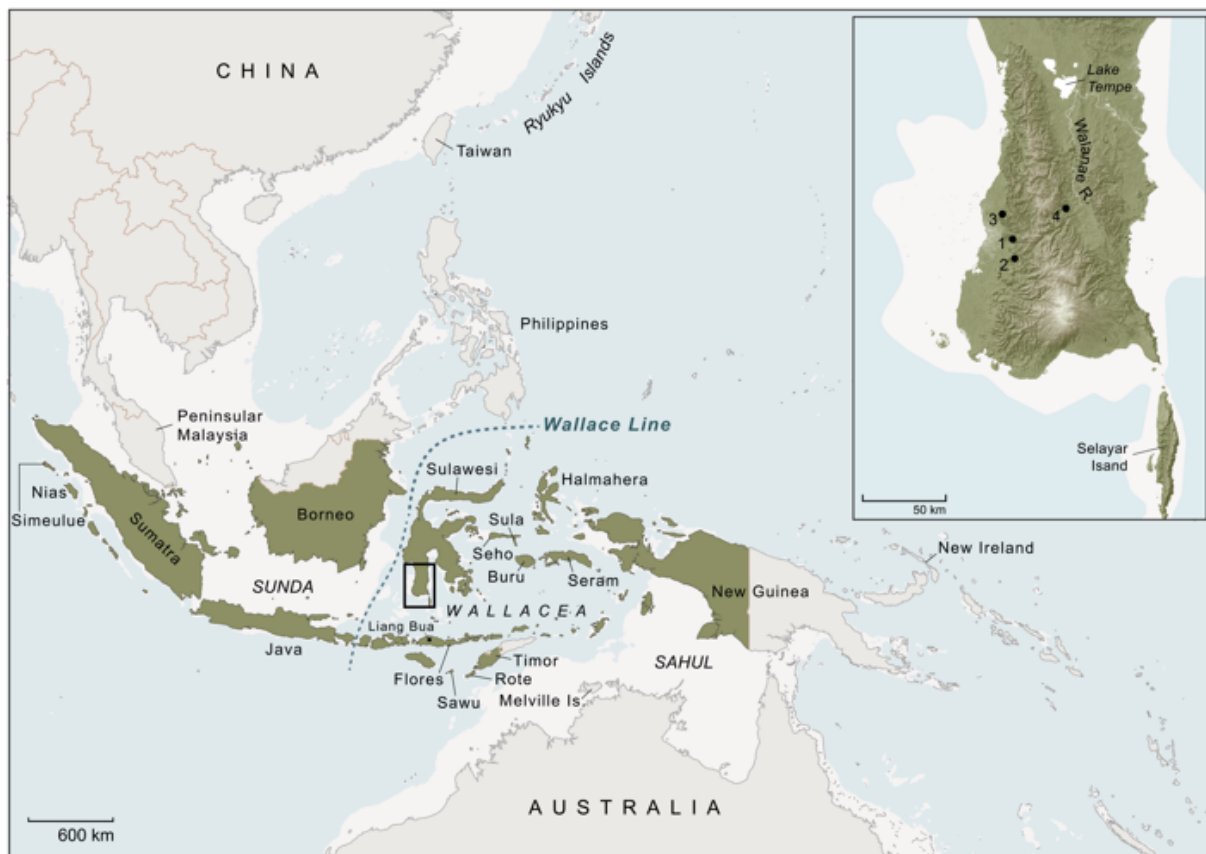 CHINA
Ryukyu Islands
Taiwan
Philippines
Peninsular
Malaysia
Wallace Line
Sulawesi
Halmahera
Nias
Simeulue
Sumatra
Borneo
Sula
Seho
Buru
Seram
New Ireland
SUNDA
WALLACEA
New Guinea
Liang Bua
Java
Flores
Sawu
Timor
Rote
SAHUL
Melville Is.
AUSTRALIA
600 km
Lake
Tempe
Walanae R.
3
4
1
2
Selayar
Isand
50 km